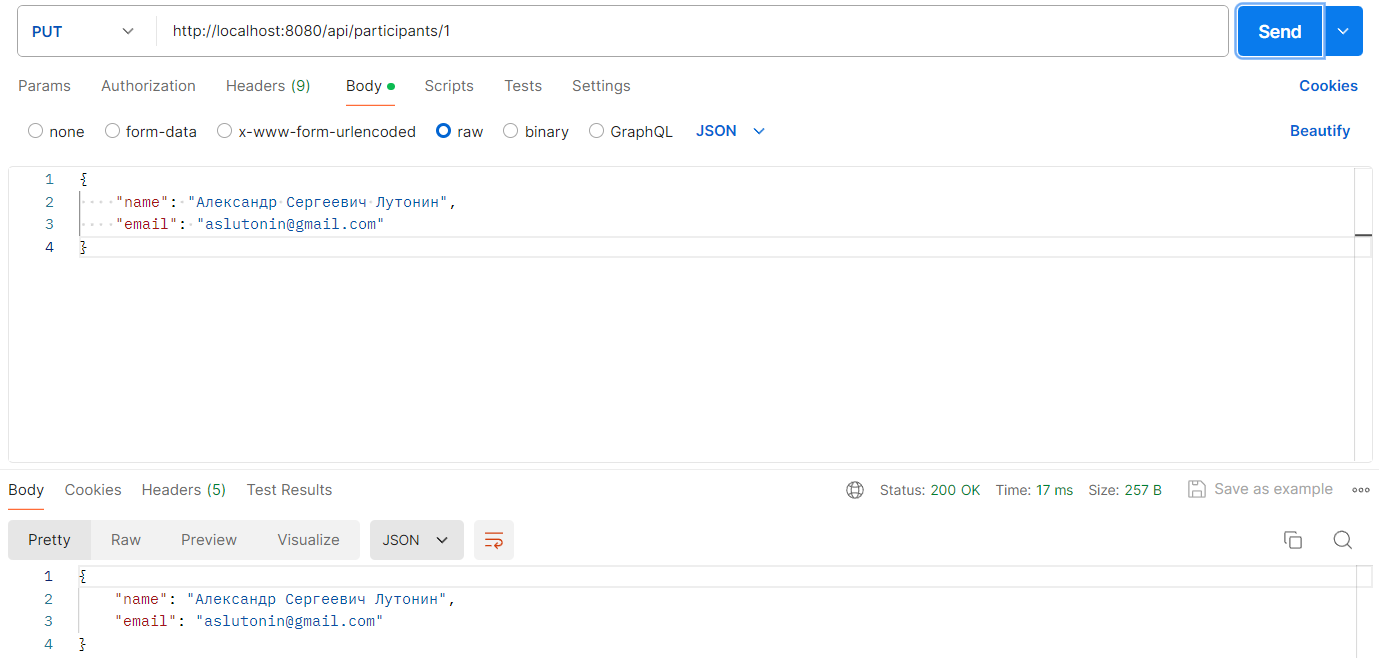 PUT http://localhost:8080/api/participants/1 Send
Params Authorization Headers (9) Body Scripts Tests Settings Cookies
none form-data x-www-form-urlencoded raw binary GraphQL JSON Beautify
1 {
2 "name": "Александр Сергеевич Лутонин",
3 "email": "aslutonin@gmail.com"
4 }
Body Cookies Headers (5) Test Results Status: 200 OK Time: 17 ms Size: 257 B Save as example
Pretty Raw Preview Visualize JSON
1 {
2 "name": "Александр Сергеевич Лутонин",
3 "email": "aslutonin@gmail.com"
4 }